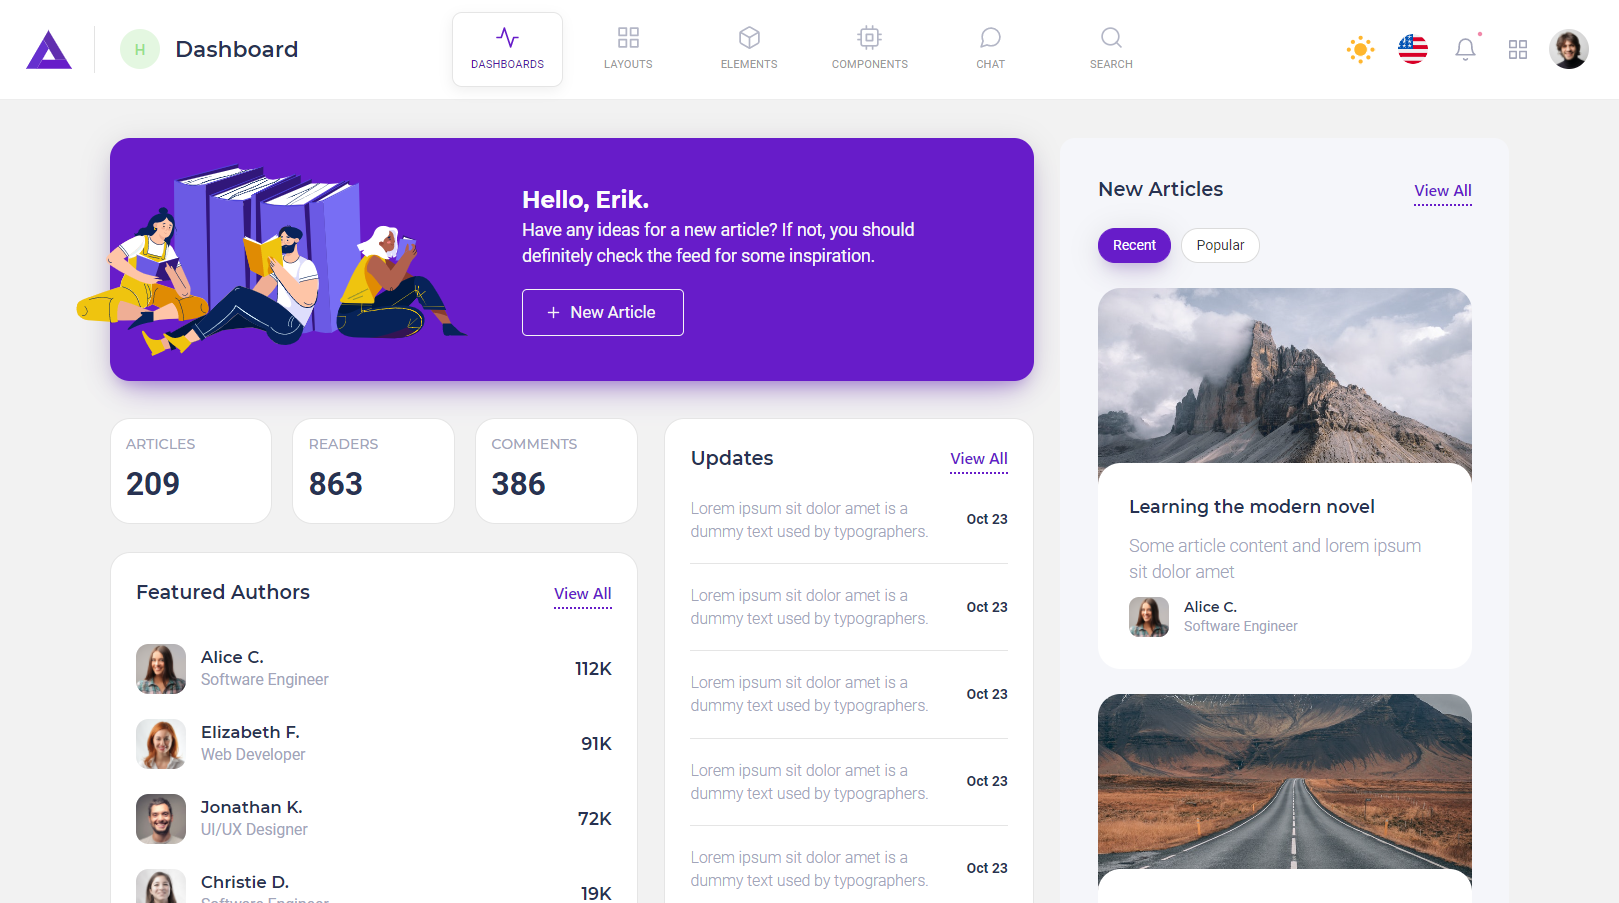 H
Dashboard
DASHBOARDS
LAYOUTS
ELEMENTS
COMPONENTS
CHAT
SEARCH
Hello, Erik.
Have any ideas for a new article? If not, you should
definitely check the feed for some inspiration.
+ New Article
ARTICLES
209
READERS
863
COMMENTS
386
Featured Authors
View All
Alice C.
Software Engineer
112K
Elizabeth F.
Web Developer
91K
Jonathan K.
UI/UX Designer
72K
Christie D.
Software Engineer
19K
Updates
View All
Lorem ipsum sit dolor amet is a
dummy text used by typographers.
Oct 23
Lorem ipsum sit dolor amet is a
dummy text used by typographers.
Oct 23
Lorem ipsum sit dolor amet is a
dummy text used by typographers.
Oct 23
Lorem ipsum sit dolor amet is a
dummy text used by typographers.
Oct 23
Lorem ipsum sit dolor amet is a
dummy text used by typographers.
Oct 23
New Articles
View All
Recent
Popular
Learning the modern novel
Some article content and lorem ipsum
sit dolor amet
Alice C.
Software Engineer